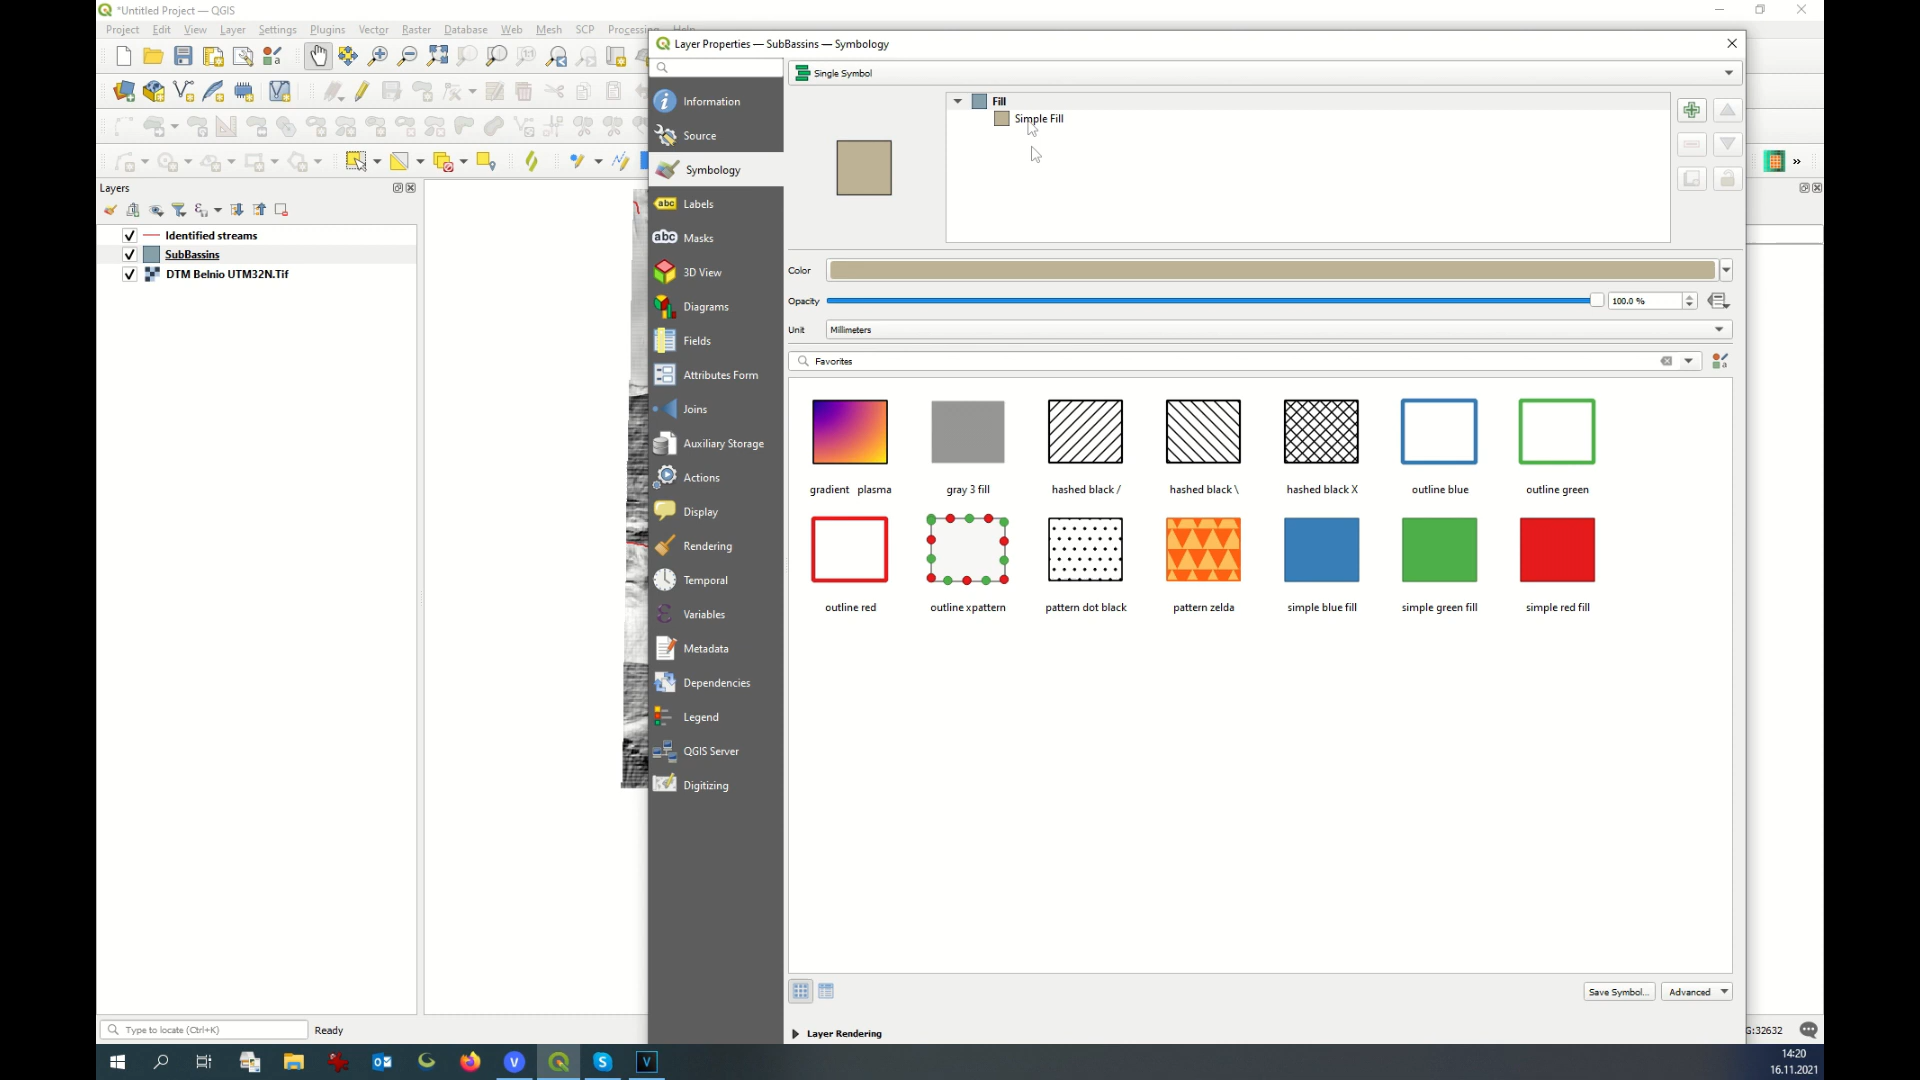 *Untitled Project — QGIS
Project Edit View Layer Settings Plugins Vector Raster Database Web Mesh SCP Processing Help
Layer Properties — SubBassins — Symbology
Layers
Identified streams
SubBassins
DTM Belnio UTM32N.Tif
Information
Source
Symbology
Labels
Masks
3D View
Diagrams
Fields
Attributes Form
Joins
Auxiliary Storage
Actions
Display
Rendering
Temporal
Variables
Metadata
Dependencies
Legend
QGIS Server
Digitizing
Single Symbol
Fill
Simple Fill
Color
Opacity 100.0 %
Unit Millimeters
Favorites
gradient plasma gray 3 fill hashed black / hashed black \ hashed black X outline blue outline green
outline red outline xpattern pattern dot black pattern zelda simple blue fill simple green fill simple red fill
Save Symbol... Advanced
Layer Rendering
Type to locate (Ctrl+K) Ready
G:32632
14:20
16.11.2021